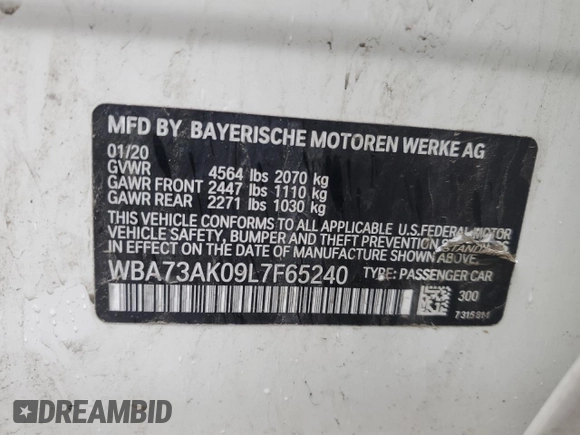 MFD BY BAYERISCHE MOTOREN WERKE AG
01/20
GVWR 4564 lbs 2070 kg
GAWR FRONT 2447 lbs 1110 kg
GAWR REAR 2271 lbs 1030 kg
THIS VEHICLE CONFORMS TO ALL APPLICABLE U.S. FEDERAL MOTOR
VEHICLE SAFETY, BUMPER, AND THEFT PREVENTION STANDARDS
IN EFFECT ON THE DATE OF MANUFACTURE SHOWN ABOVE.
WBA73AK09L7F65240 TYPE: PASSENGER CAR
300
DREAMBID